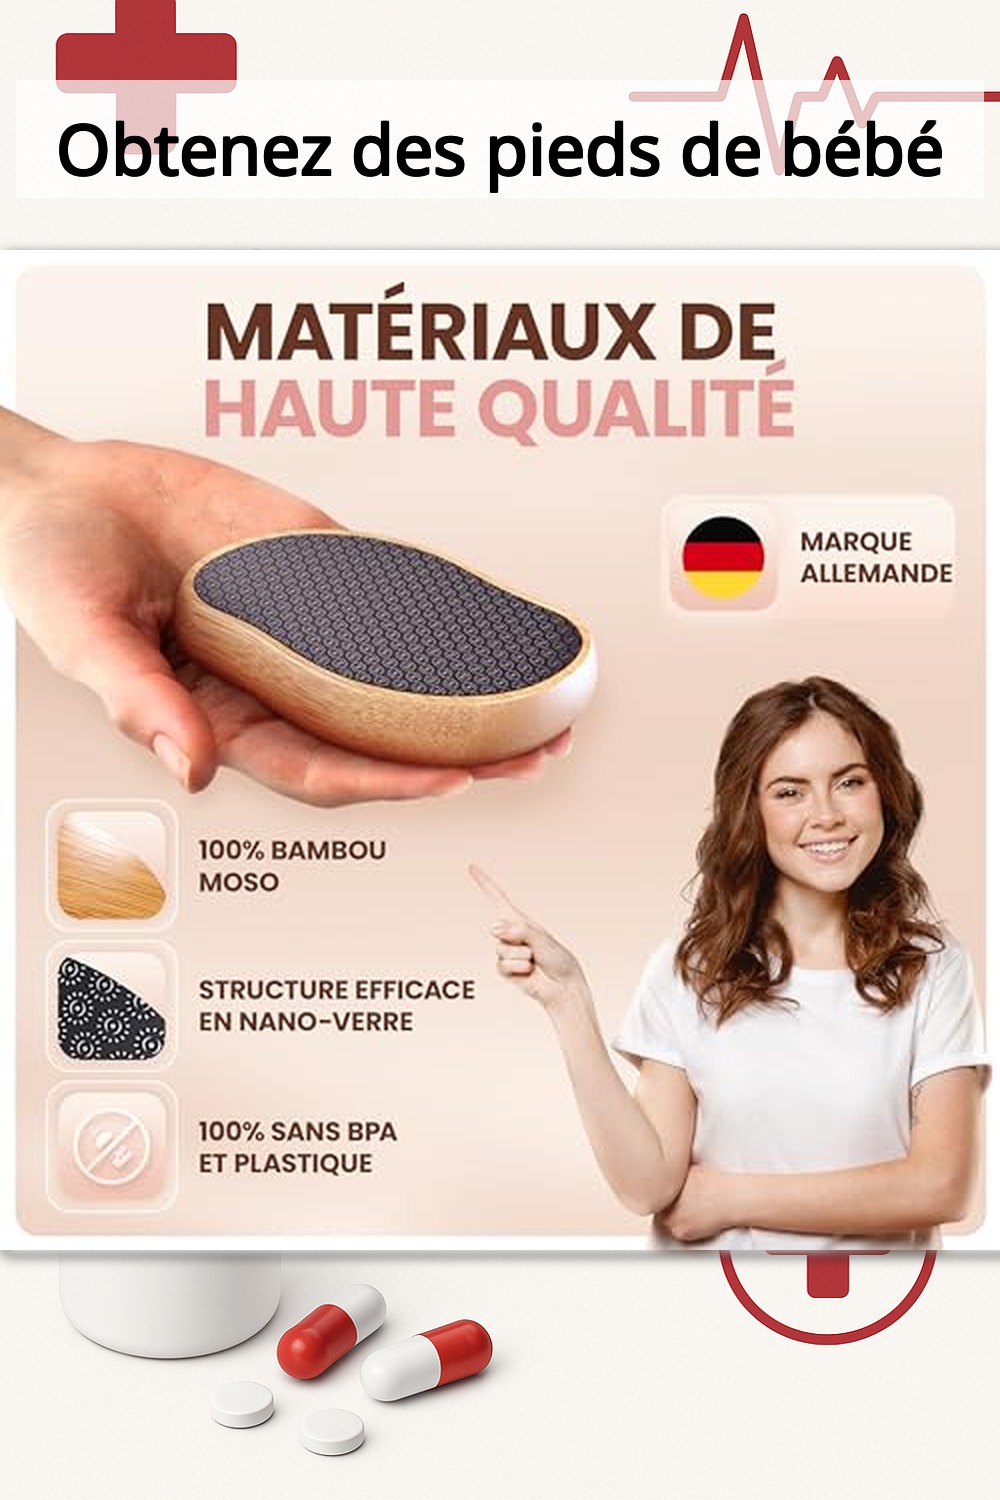 Obtenez des pieds de bébé
MATÉRIAUX DE
HAUTE QUALITÉ
MARQUE
ALLEMANDE
100% BAMBOU
MOSO
STRUCTURE EFFICACE
EN NANO-VERRE
100% SANS BPA
ET PLASTIQUE